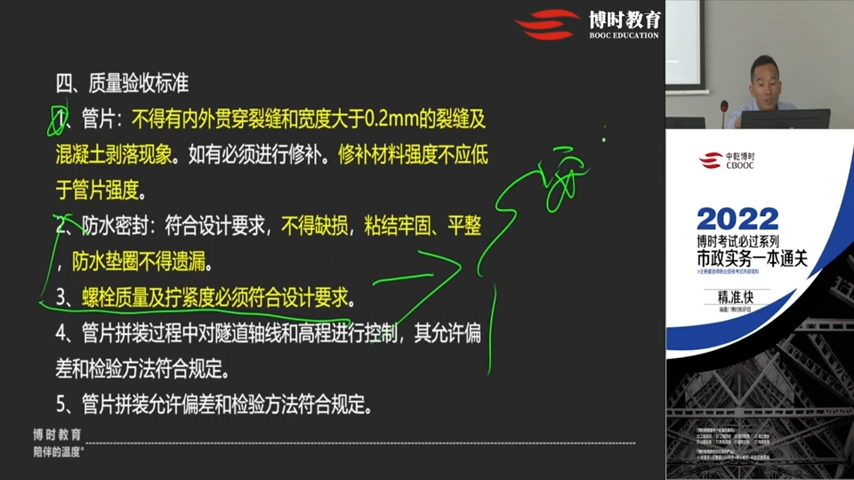 博时教育
BOOC EDUCATION
四、质量验收标准
1、管片：不得有内外贯穿裂缝和宽度大于0.2mm的裂缝及
混凝土剥落现象。如有必须进行修补。修补材料强度不应低
于管片强度。
2、防水密封：符合设计要求，不得缺损，粘结牢固、平整
，防水垫圈不得遗漏。
3、螺栓质量及拧紧度必须符合设计要求。
4、管片拼装过程中对隧道轴线和高程进行控制，其允许偏
差和检验方法符合规定。
5、管片拼装允许偏差和检验方法符合规定。
博时教育
陪伴的温度
中乾博时
CBOOC
2022
博时考试必过系列
市政实务一本通关
精,准,快